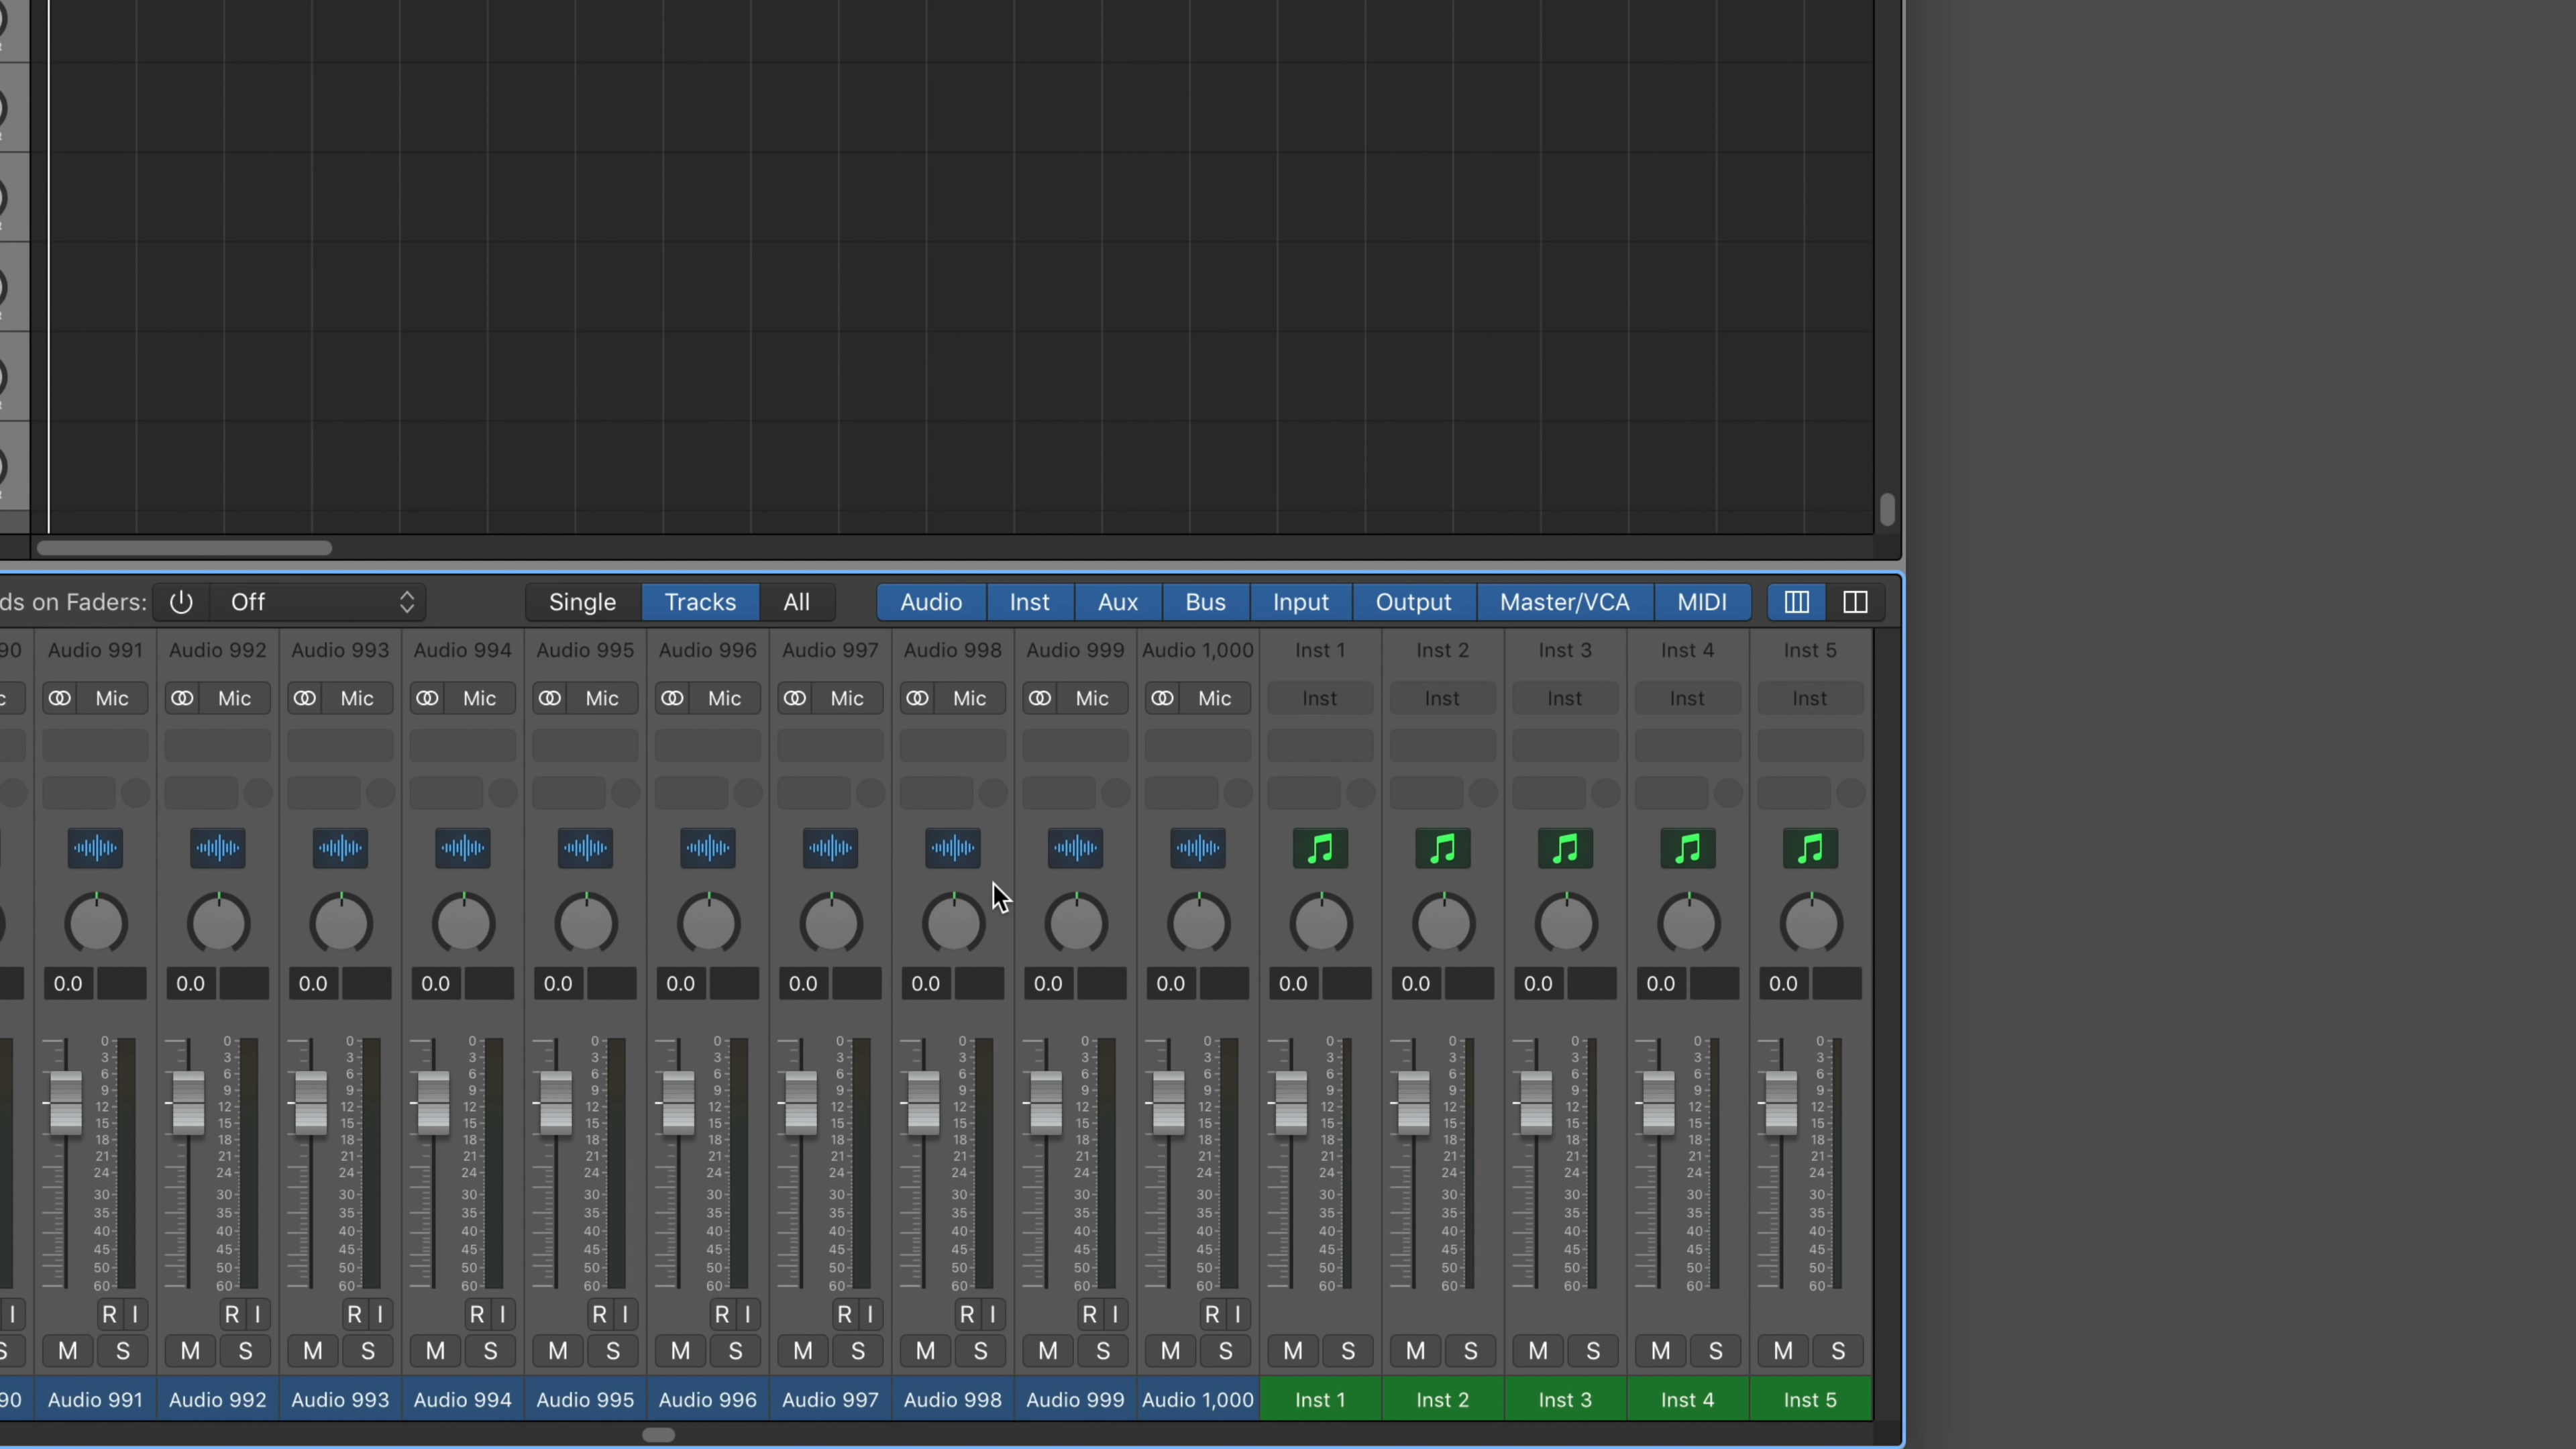 ds on Faders: Off Single Tracks All Audio Inst Aux Bus Input Output Master/VCA MIDI
90 Audio 991 Audio 992 Audio 993 Audio 994 Audio 995 Audio 996 Audio 997 Audio 998 Audio 999 Audio 1,000 Inst 1 Inst 2 Inst 3 Inst 4 Inst 5
c Mic Mic Mic Mic Mic Mic Mic Mic Mic Mic Inst Inst Inst Inst Inst
0.0 0.0 0.0 0.0 0.0 0.0 0.0 0.0 0.0 0.0 0.0 0.0 0.0 0.0 0.0
0 0 0 0 0 0 0 0 0 0 0 0 0 0 0
3 3 3 3 3 3 3 3 3 3 3 3 3 3 3
6 6 6 6 6 6 6 6 6 6 6 6 6 6 6
9 9 9 9 9 9 9 9 9 9 9 9 9 9 9
12 12 12 12 12 12 12 12 12 12 12 12 12 12 12
15 15 15 15 15 15 15 15 15 15 15 15 15 15 15
18 18 18 18 18 18 18 18 18 18 18 18 18 18 18
21 21 21 21 21 21 21 21 21 21 21 21 21 21 21
24 24 24 24 24 24 24 24 24 24 24 24 24 24 24
30 30 30 30 30 30 30 30 30 30 30 30 30 30 30
35 35 35 35 35 35 35 35 35 35 35 35 35 35 35
40 40 40 40 40 40 40 40 40 40 40 40 40 40 40
45 45 45 45 45 45 45 45 45 45 45 45 45 45 45
50 50 50 50 50 50 50 50 50 50 50 50 50 50 50
60 60 60 60 60 60 60 60 60 60 60 60 60 60 60
I R I R I R I R I R I R I R I R I R I R I
S M S M S M S M S M S M S M S M S M S M S M S M S M S M S M S
90 Audio 991 Audio 992 Audio 993 Audio 994 Audio 995 Audio 996 Audio 997 Audio 998 Audio 999 Audio 1,000 Inst 1 Inst 2 Inst 3 Inst 4 Inst 5